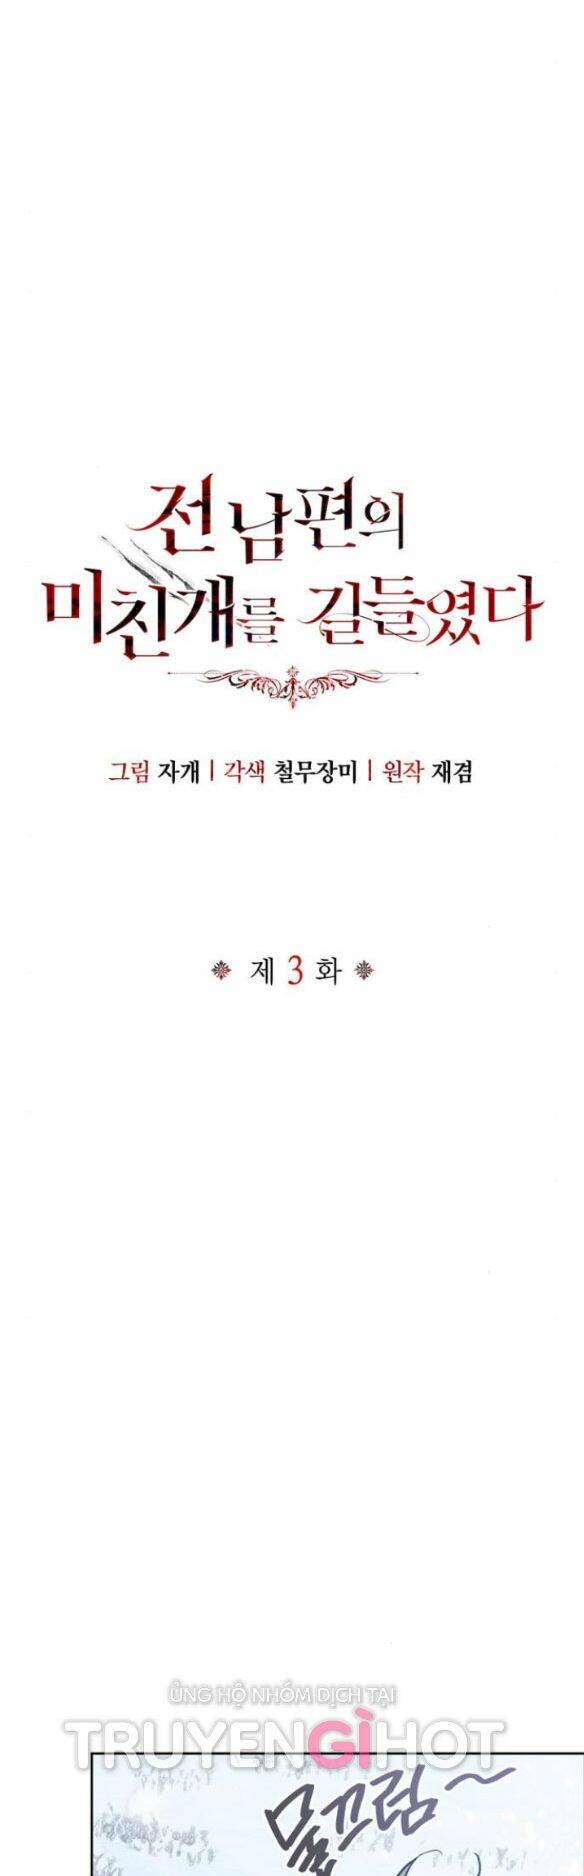 전 남편의
미친개를 길들였다
그림 자개 | 각색 철무장미 | 원작 재겸
제 3 화
ỦNG HỘ NHÓM DỊCH TẠI
TRUYENGIHOT
물끄럼~